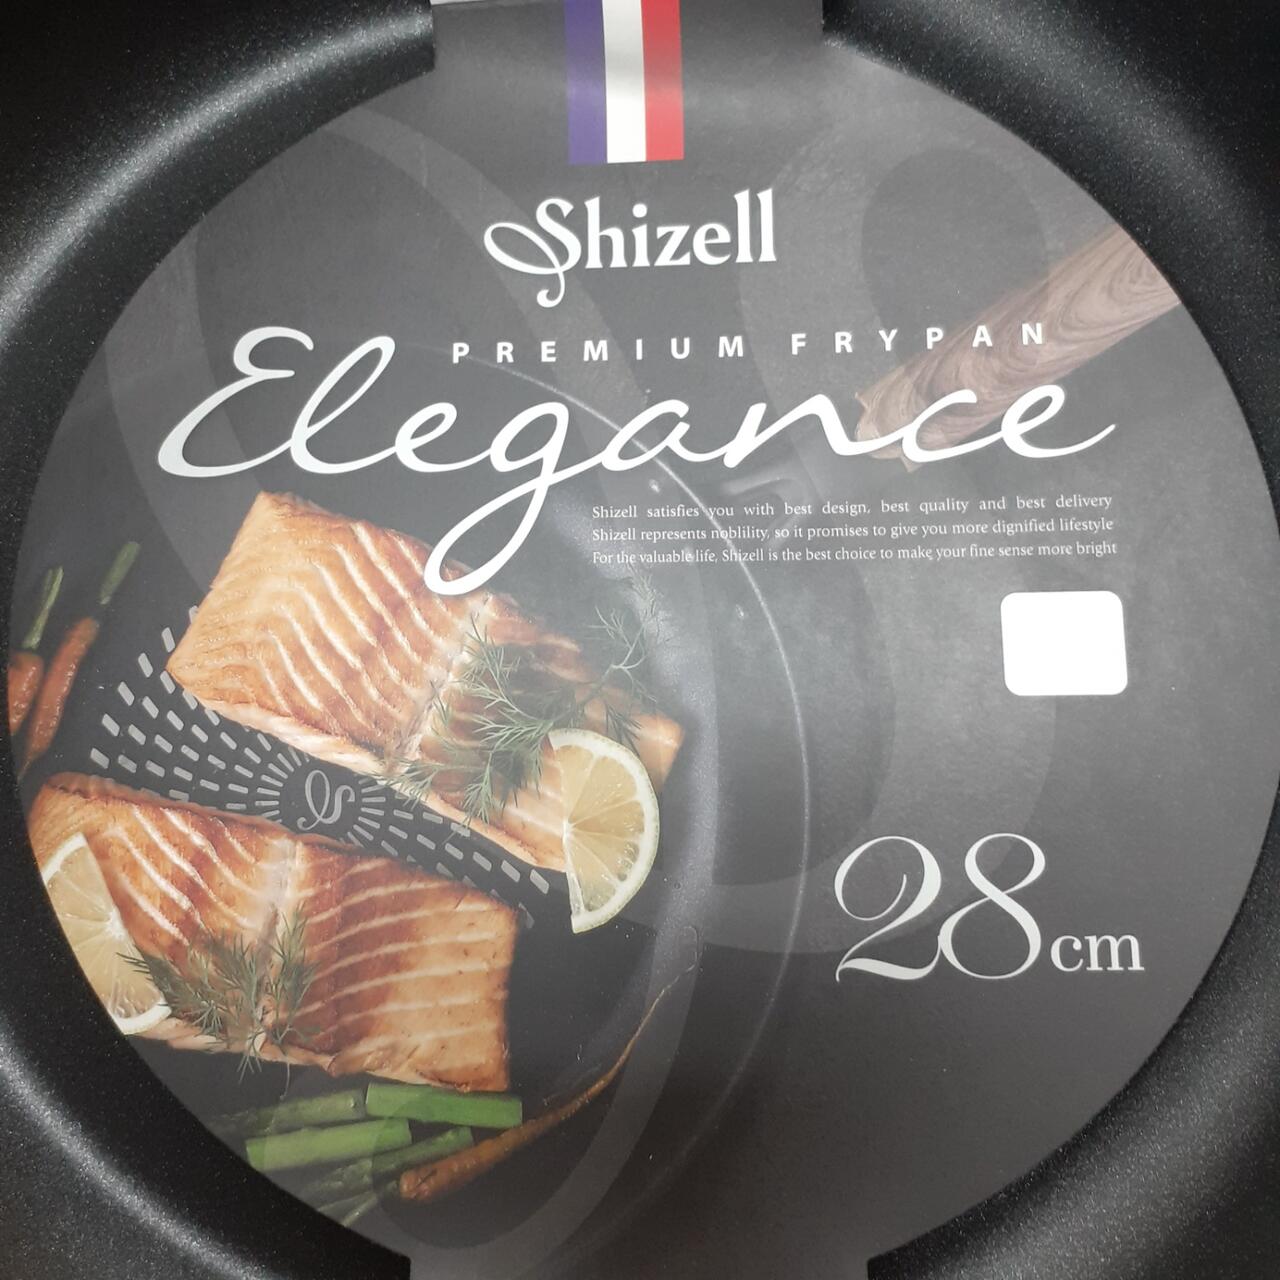 Shizell
PREMIUM FRYPAN
Elegance
Shizell satisfies you with best design, best quality and best delivery
Shizell represents noblility, so it promises to give you more dignified lifestyle
For the valuable life, Shizell is the best choice to make your fine sense more bright
28cm